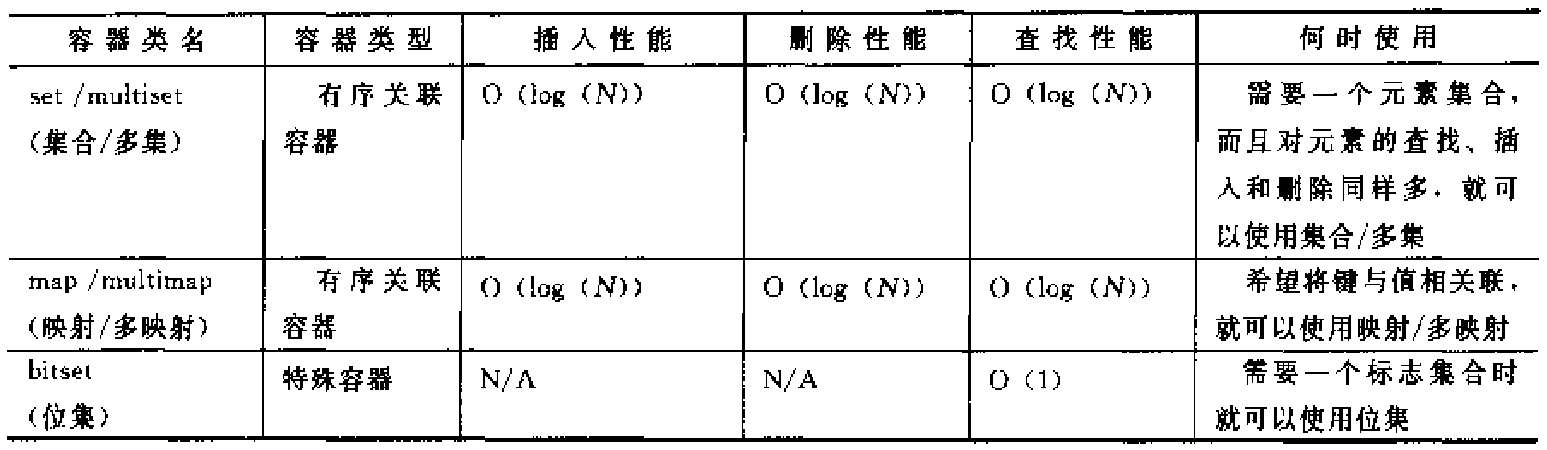 容器类名 容器类型 插入性能 删除性能 查找性能 何时使用
set /multiset 有序关联 O (log (N)) O (log (N)) O (log (N)) 需要一个元素集合，
(集合/多集) 容器 而且对元素的查找、插
入和删除同样多，就可
以使用集合/多集
map /multimap 有序关联 O (log (N)) O (log (N)) O (log (N)) 希望将键与值相关联，
(映射/多映射) 容器 就可以使用映射/多映射
bitset 特殊容器 N/A N/A O (1) 需要一个标志集合时
(位集) 就可以使用位集